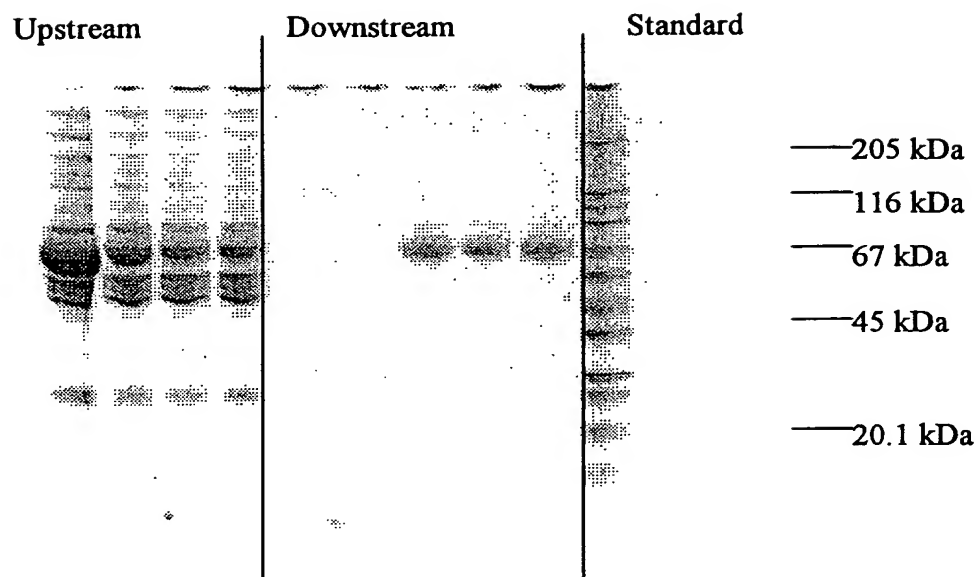 Upstream
Downstream
Standard
205 kDa
116 kDa
67 kDa
45 kDa
20.1 kDa